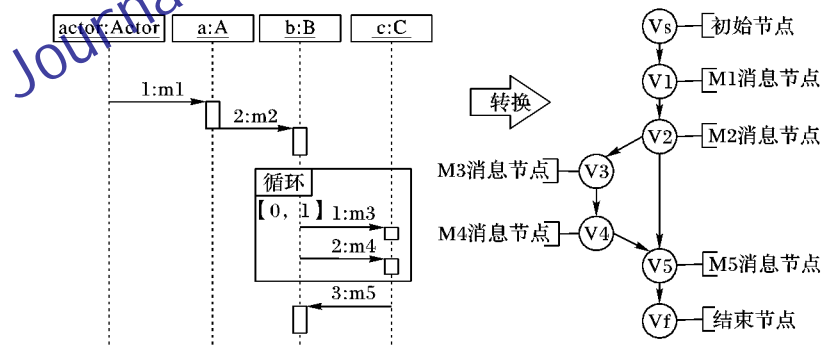 Journa
actor:Actor
a:A
b:B
c:C
1:m1
2:m2
循环
【0, 1】
1:m3
2:m4
3:m5
转换
Vs
初始节点
V1
M1消息节点
V2
M2消息节点
M3消息节点
V3
M4消息节点
V4
V5
M5消息节点
Vf
结束节点